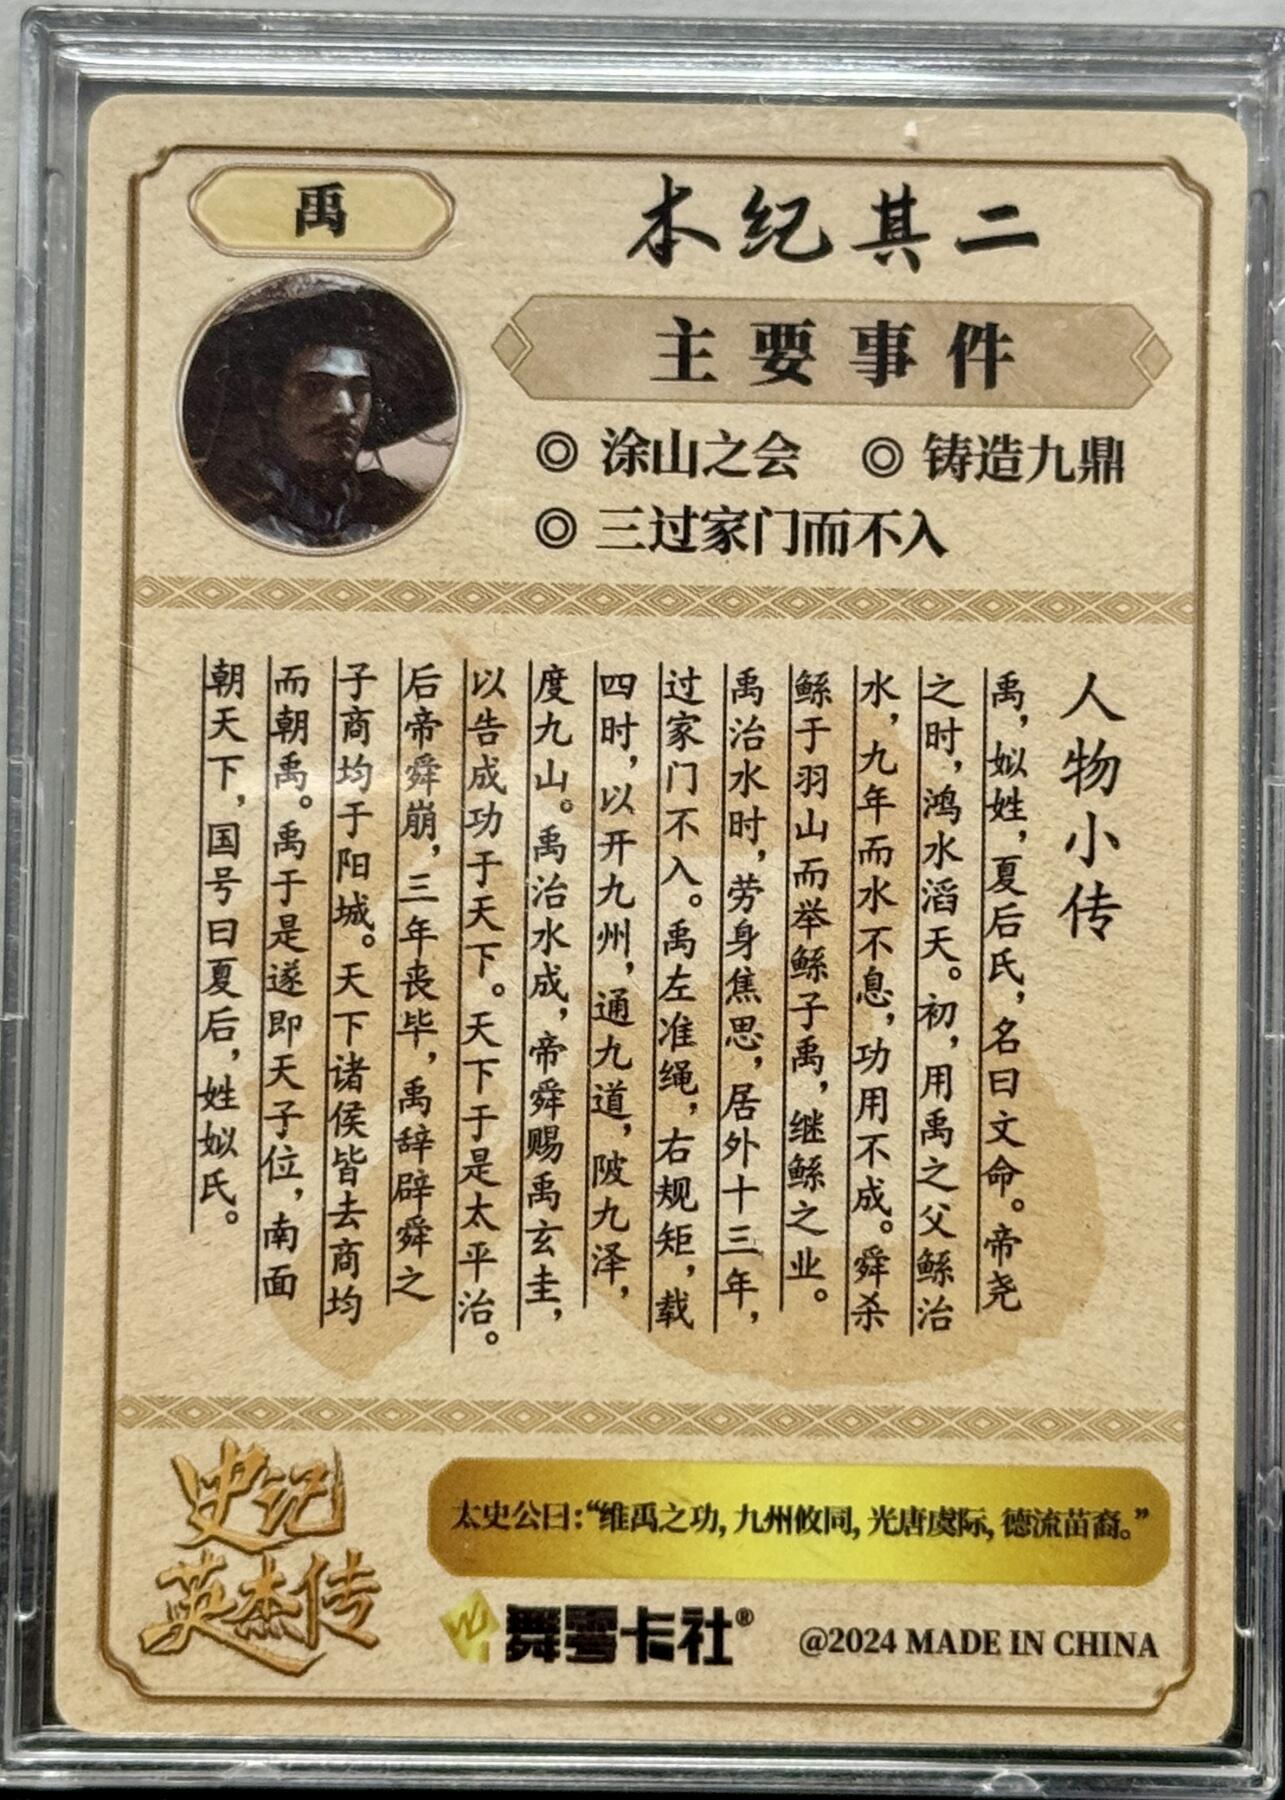 禹
本纪其二
主要事件
◎ 涂山之会 ◎ 铸造九鼎
◎ 三过家门而不入
人物小传
禹，姒姓，夏后氏，名曰文命。帝尧
之时，鸿水滔天。初，用禹之父鲧治
水，九年而水不息，功用不成。舜杀
鲧于羽山而举鲧子禹，继鲧之业。
禹治水时，劳身焦思，居外十三年，
过家门不入。禹左准绳，右规矩，载
四时，以开九州，通九道，陂九泽，
度九山。禹治水成，帝舜赐禹玄圭，
以告成功于天下。天下于是太平治。
后帝舜崩，三年丧毕，禹辞辟舜之
子商均于阳城。天下诸侯皆去商均
而朝禹。禹于是遂即天子位，南面
朝天下，国号曰夏后，姓姒氏。
史记
英杰传
太史公曰：“维禹之功，九州攸同，光唐虞际，德流苗裔。”
舞雩卡社®
@2024 MADE IN CHINA